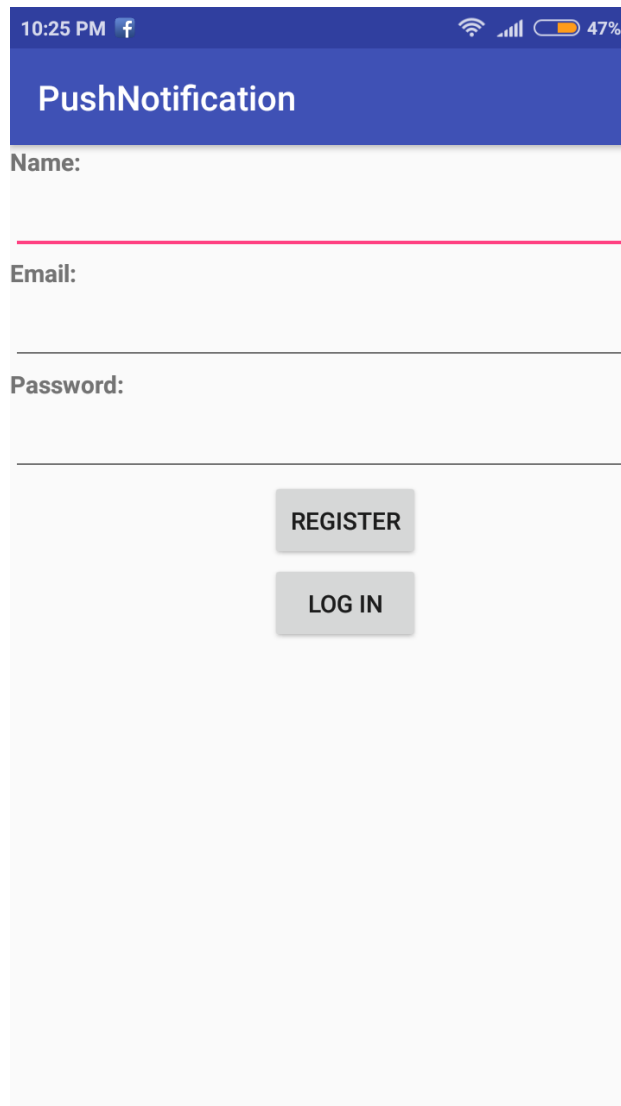 10:25 PM 47%
PushNotification
Name:
Email:
Password:
REGISTER
LOG IN